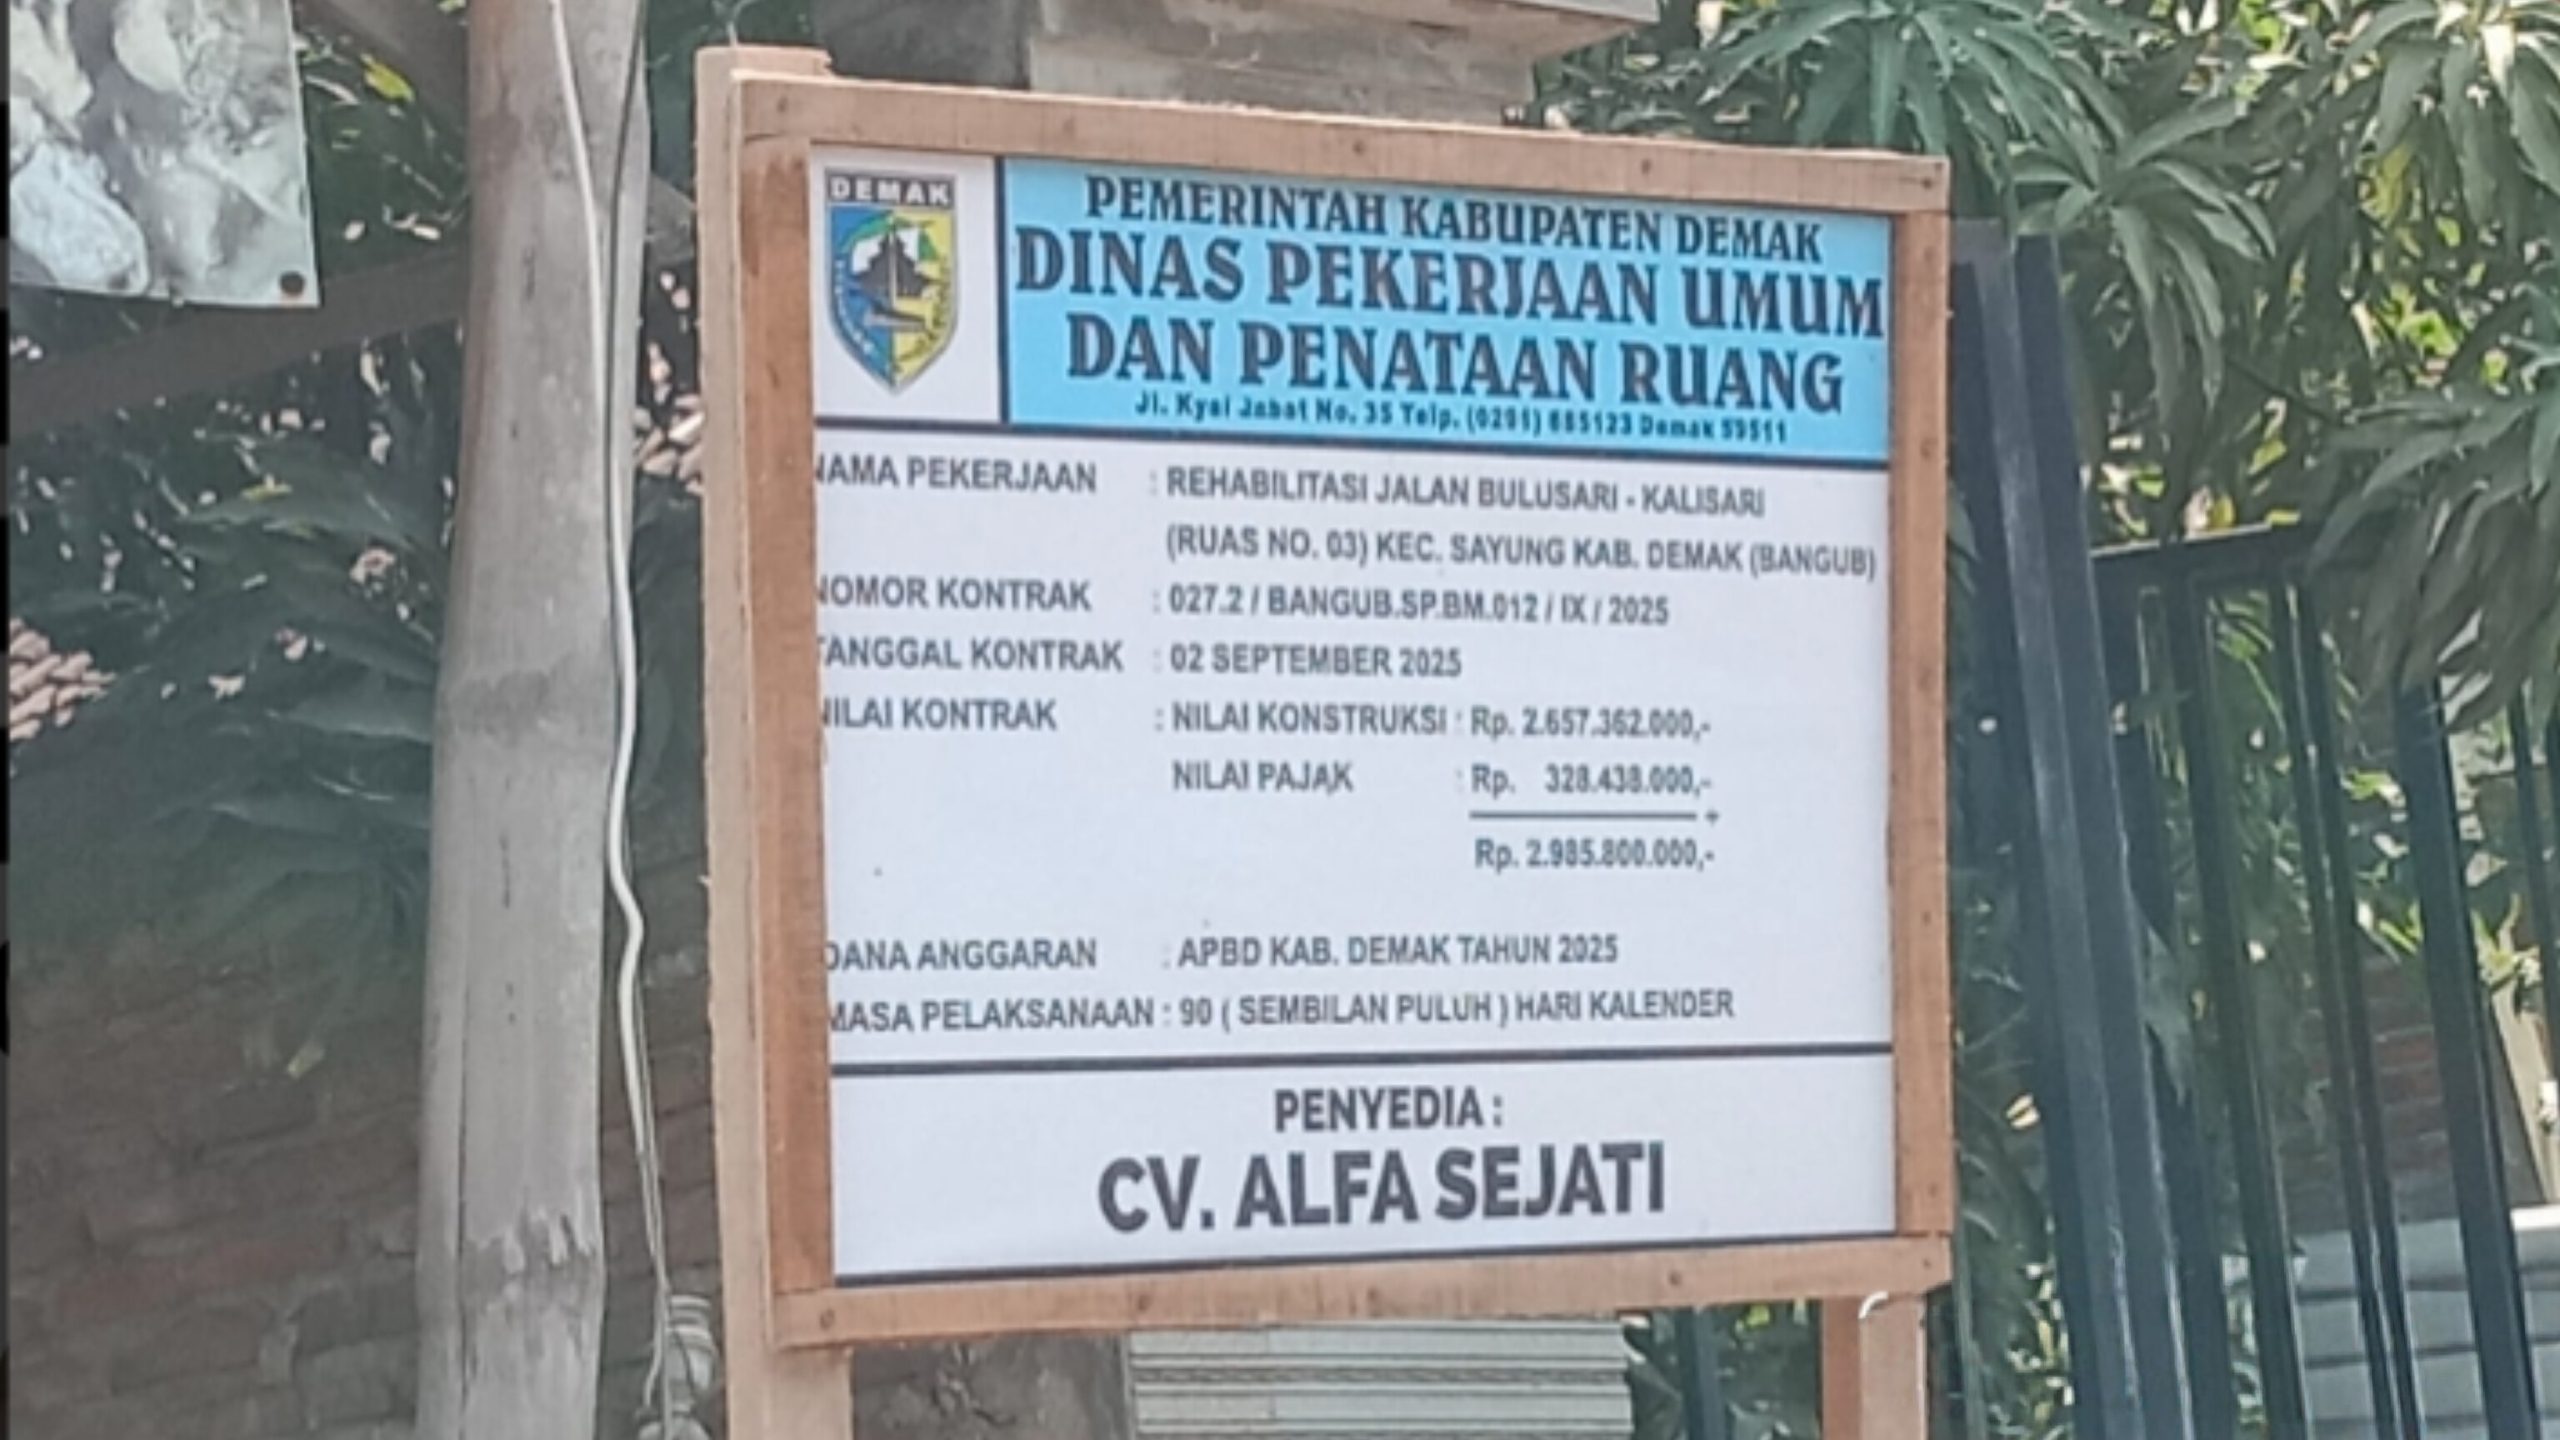 DEMAK
PEMERINTAH KABUPATEN DEMAK
DINAS PEKERJAAN UMUM
DAN PENATAAN RUANG
Jl. Kyai Jabat No. 35 Telp. (0291) 685123 Demak 59511
NAMA PEKERJAAN : REHABILITASI JALAN BULUSARI - KALISARI
(RUAS NO. 03) KEC. SAYUNG KAB. DEMAK (BANGUB)
NOMOR KONTRAK : 027.2 / BANGUB.SP.BM.012 / IX / 2025
TANGGAL KONTRAK : 02 SEPTEMBER 2025
NILAI KONTRAK : NILAI KONSTRUKSI : Rp. 2.657.362.000,-
NILAI PAJAK : Rp. 328.438.000,-
+
Rp. 2.985.800.000,-
DANA ANGGARAN : APBD KAB. DEMAK TAHUN 2025
MASA PELAKSANAAN : 90 ( SEMBILAN PULUH ) HARI KALENDER
PENYEDIA :
CV. ALFA SEJATI